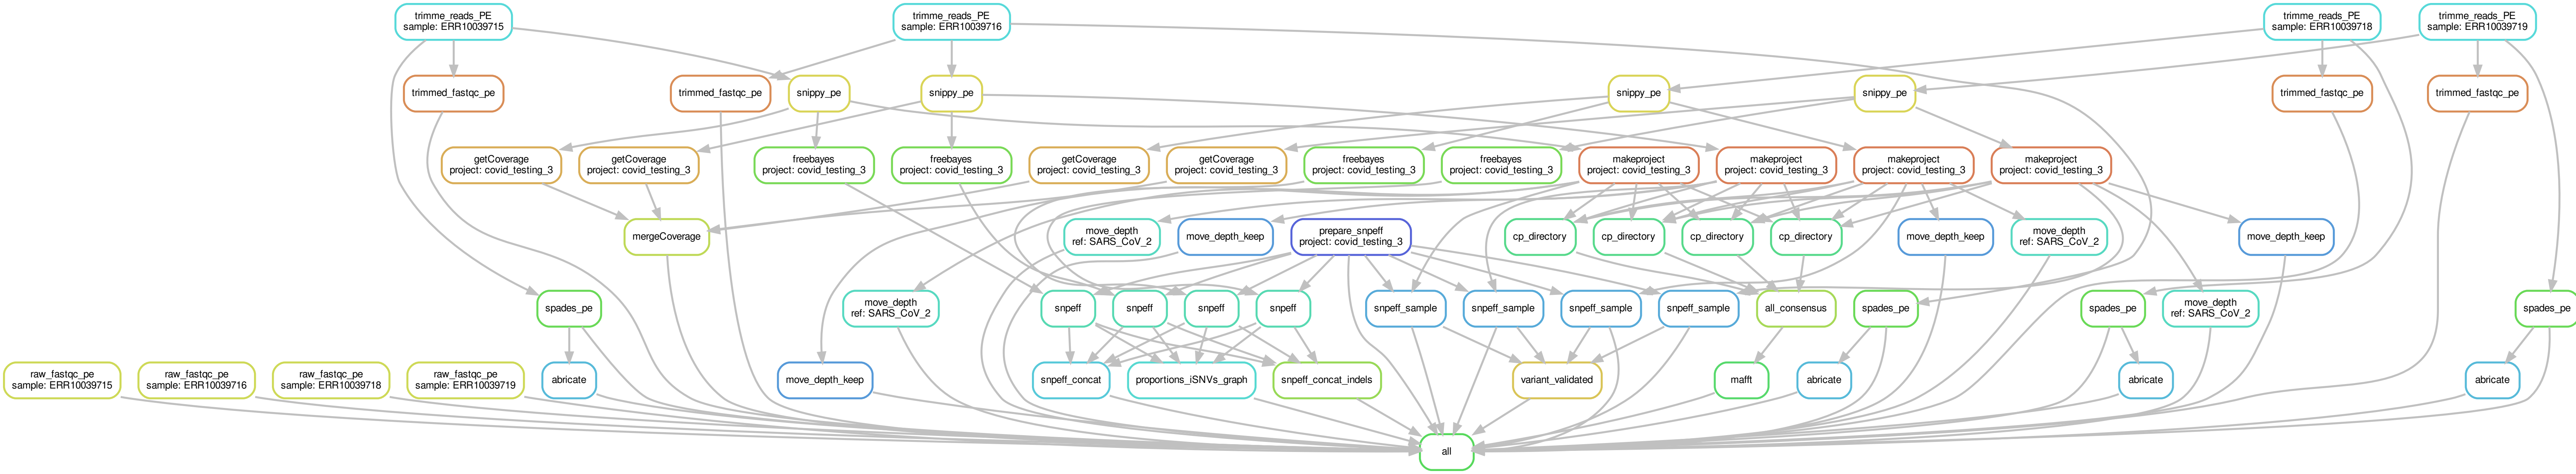 trimme_reads_PE
sample: ERR10039715
trimme_reads_PE
sample: ERR10039716
trimme_reads_PE
sample: ERR10039718
trimme_reads_PE
sample: ERR10039719
trimmed_fastqc_pe
trimmed_fastqc_pe
snippy_pe
snippy_pe
snippy_pe
snippy_pe
trimmed_fastqc_pe
trimmed_fastqc_pe
getCoverage
project: covid_testing_3
getCoverage
project: covid_testing_3
freebayes
project: covid_testing_3
freebayes
project: covid_testing_3
getCoverage
project: covid_testing_3
getCoverage
project: covid_testing_3
freebayes
project: covid_testing_3
freebayes
project: covid_testing_3
makeproject
project: covid_testing_3
makeproject
project: covid_testing_3
makeproject
project: covid_testing_3
makeproject
project: covid_testing_3
mergeCoverage
move_depth
ref: SARS_CoV_2
move_depth_keep
prepare_snpeff
project: covid_testing_3
cp_directory
cp_directory
cp_directory
cp_directory
move_depth_keep
move_depth
ref: SARS_CoV_2
move_depth_keep
spades_pe
move_depth
ref: SARS_CoV_2
snpeff
snpeff
snpeff
snpeff
snpeff_sample
snpeff_sample
snpeff_sample
snpeff_sample
all_consensus
spades_pe
spades_pe
move_depth
ref: SARS_CoV_2
spades_pe
raw_fastqc_pe
sample: ERR10039715
raw_fastqc_pe
sample: ERR10039716
raw_fastqc_pe
sample: ERR10039718
raw_fastqc_pe
sample: ERR10039719
abricate
move_depth_keep
snpeff_concat
proportions_iSNVs_graph
snpeff_concat_indels
variant_validated
mafft
abricate
abricate
abricate
all